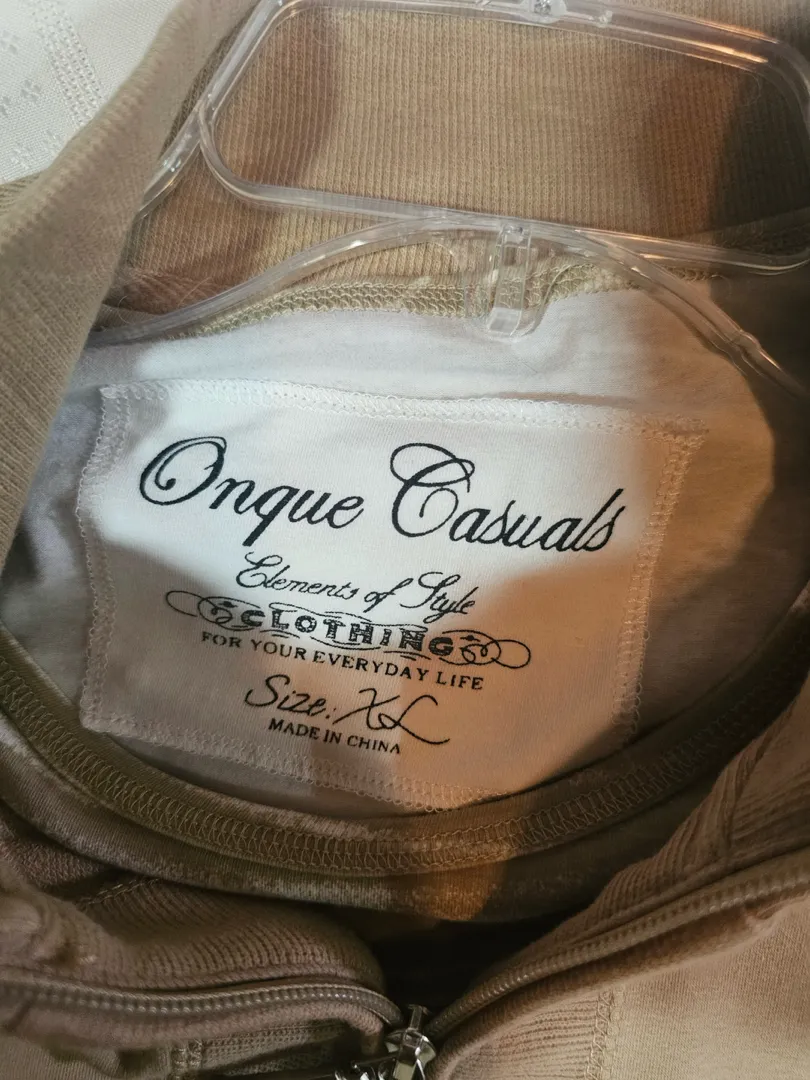 Onque Casuals
Elements of Style
CLOTHING
FOR YOUR EVERYDAY LIFE
Size: XL
MADE IN CHINA